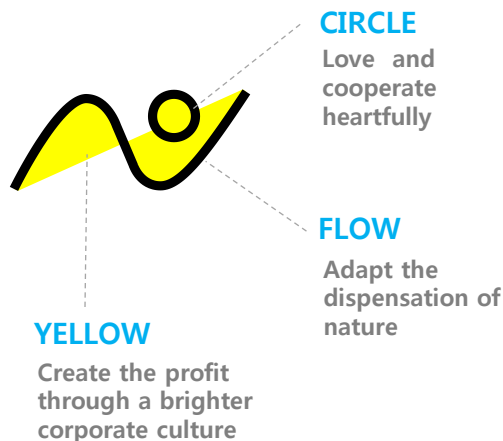 CIRCLE
Love and
cooperate
heartfully
FLOW
Adapt the
dispensation of
nature
YELLOW
Create the profit
through a brighter
corporate culture